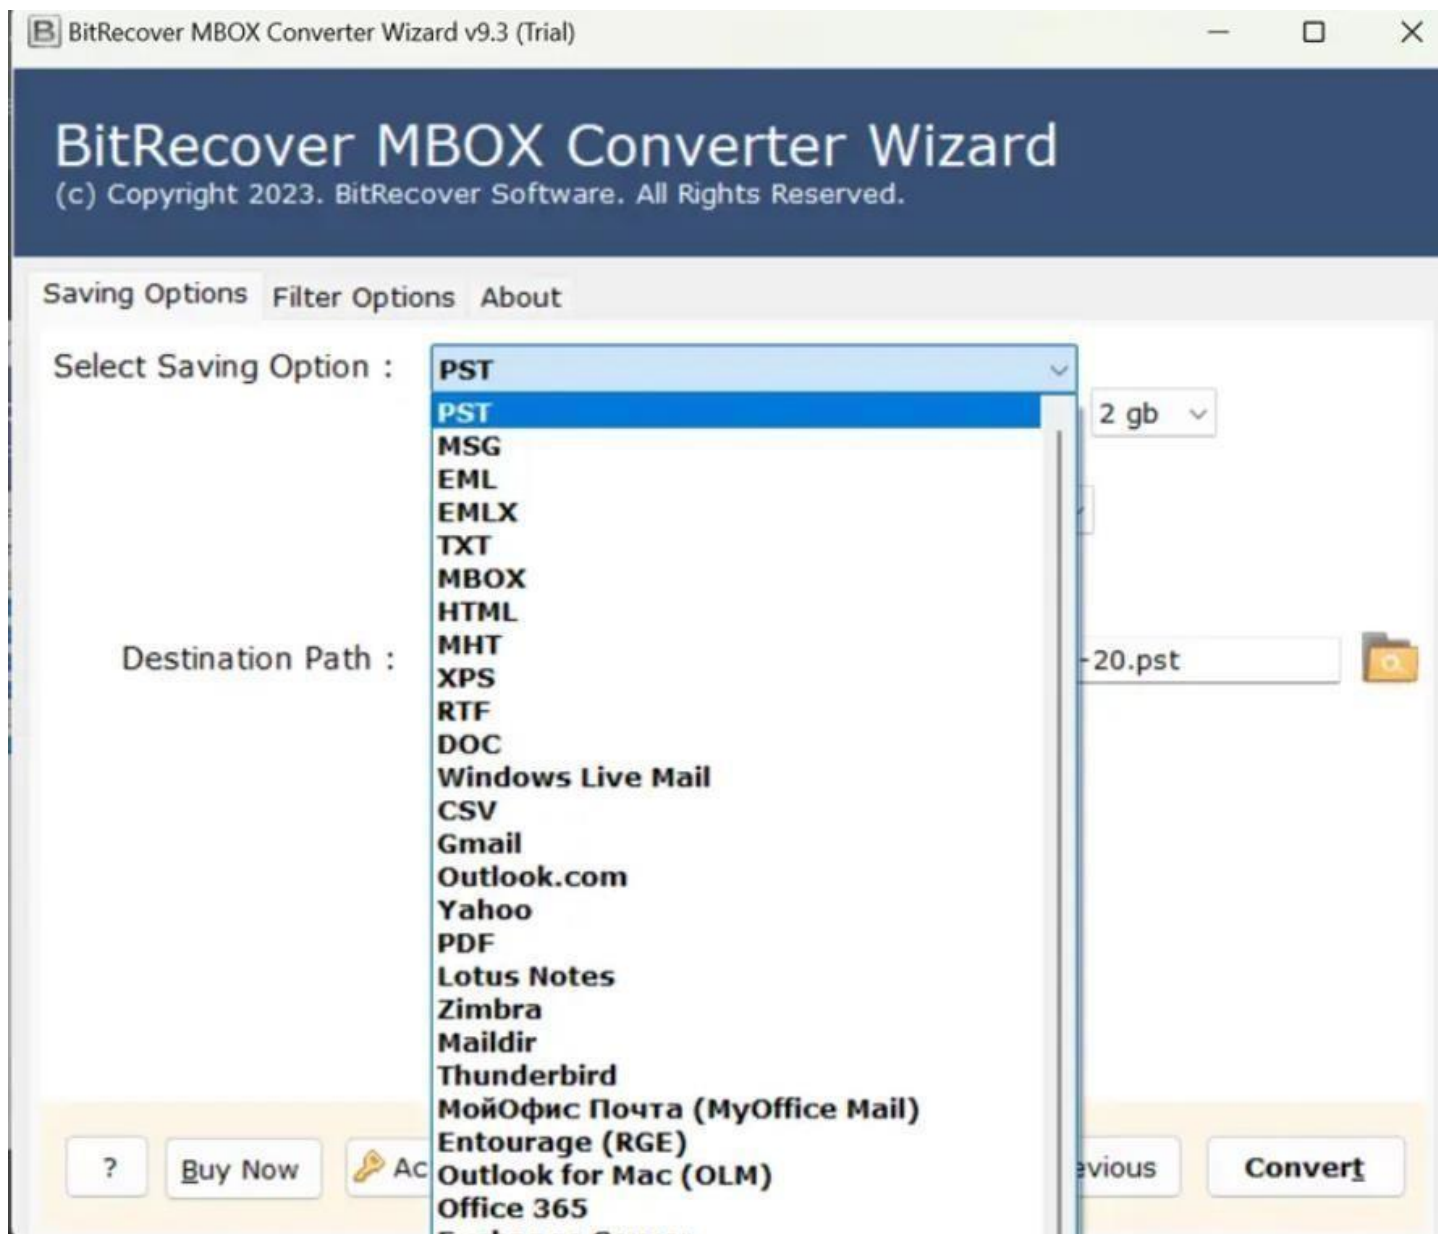 BitRecover MBOX Converter Wizard v9.3 (Trial)
BitRecover MBOX Converter Wizard
(c) Copyright 2023. BitRecover Software. All Rights Reserved.
Saving Options Filter Options About
Select Saving Option : PST
PST
2 gb
MSG
EML
EMLX
TXT
MBOX
HTML
MHT
Destination Path : -20.pst
XPS
RTF
DOC
Windows Live Mail
CSV
Gmail
Outlook.com
Yahoo
PDF
Lotus Notes
Zimbra
Maildir
Thunderbird
МойОфис Почта (MyOffice Mail)
Entourage (RGE)
Outlook for Mac (OLM)
Office 365
? Buy Now Ac evious Convert